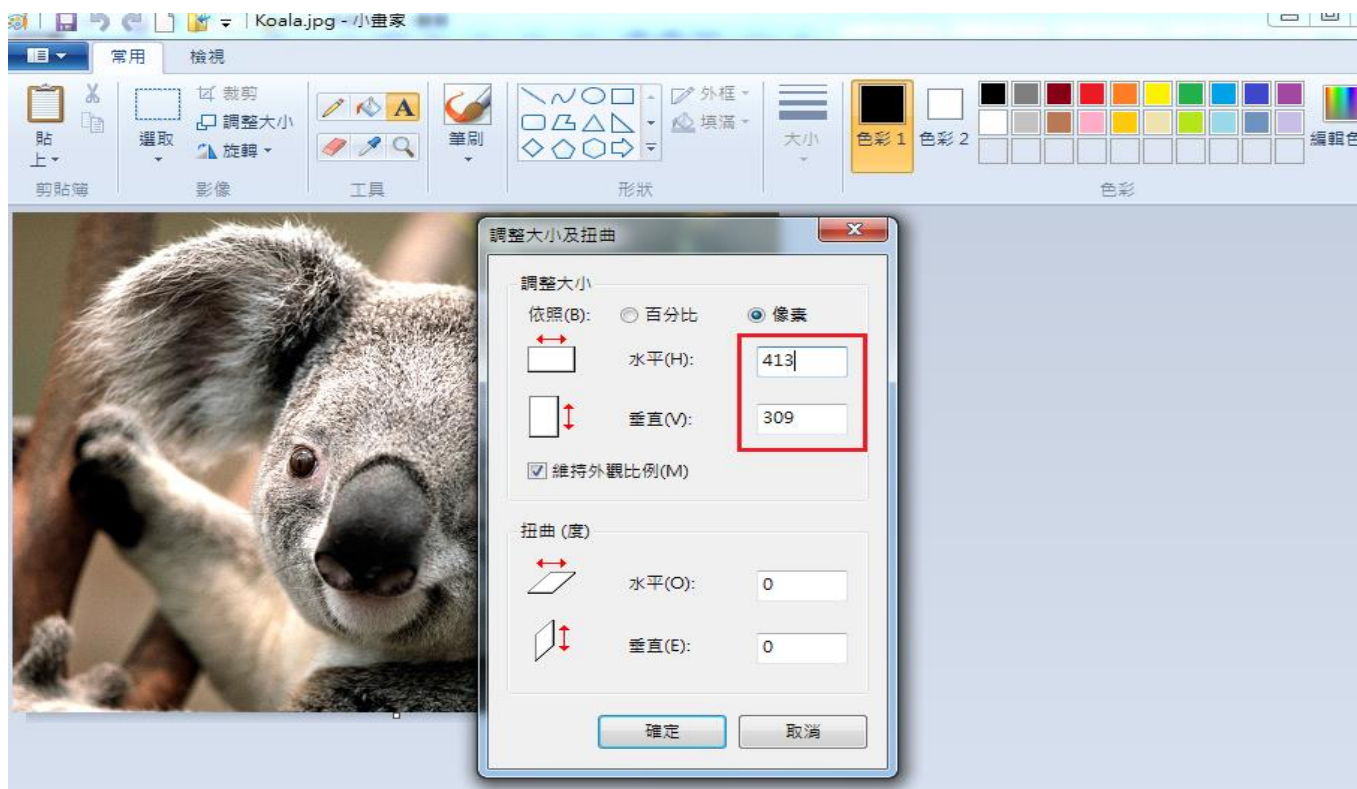 Koala.jpg - 小畫家
常用 檢視
貼上
選取
裁剪
調整大小
旋轉
A
筆刷
外框
填滿
大小
色彩 1
色彩 2
編輯色
剪貼簿 影像 工具 形狀 色彩
調整大小及扭曲
調整大小
依照(B): 百分比 像素
水平(H): 413
垂直(V): 309
維持外觀比例(M)
扭曲 (度)
水平(O): 0
垂直(E): 0
確定 取消